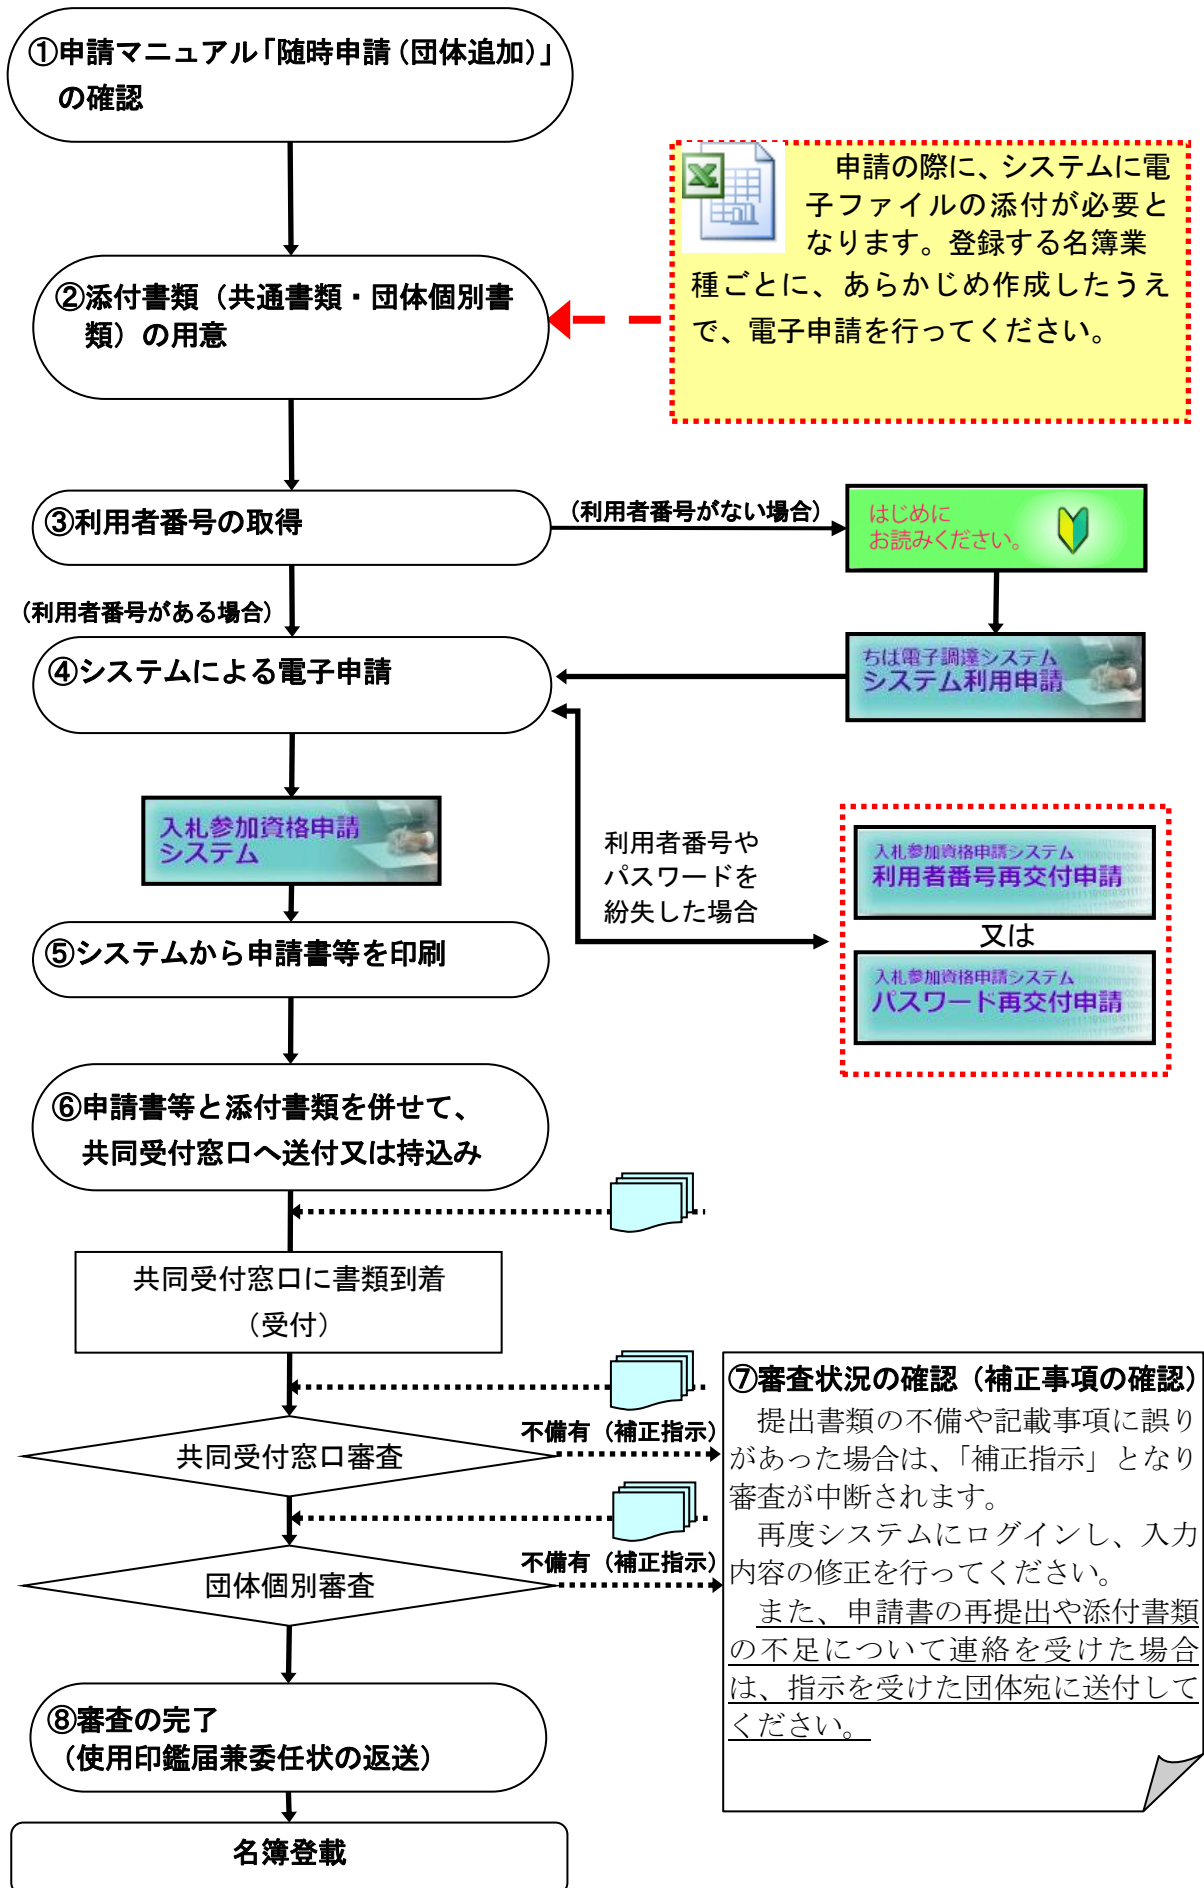 ①申請マニュアル「随時申請（団体追加）」
の確認
申請の際に、システムに電
子ファイルの添付が必要と
なります。登録する名簿業
種ごとに、あらかじめ作成したうえ
で、電子申請を行ってください。
②添付書類（共通書類・団体個別書
類）の用意
③利用者番号の取得
（利用者番号がない場合）
はじめに
お読みください。
（利用者番号がある場合）
④システムによる電子申請
ちば電子調達システム
システム利用申請
入札参加資格申請
システム
利用者番号や
パスワードを
紛失した場合
入札参加資格申請システム
利用者番号再交付申請
又は
入札参加資格申請システム
パスワード再交付申請
⑤システムから申請書等を印刷
⑥申請書等と添付書類を併せて、
共同受付窓口へ送付又は持込み
共同受付窓口に書類到着
（受付）
共同受付窓口審査
不備有（補正指示）
団体個別審査
不備有（補正指示）
⑦審査状況の確認（補正事項の確認）
提出書類の不備や記載事項に誤り
があった場合は、「補正指示」となり
審査が中断されます。
再度システムにログインし、入力
内容の修正を行ってください。
また、申請書の再提出や添付書類
の不足について連絡を受けた場合
は、指示を受けた団体宛に送付して
ください。
⑧審査の完了
（使用印鑑届兼委任状の返送）
名簿登載